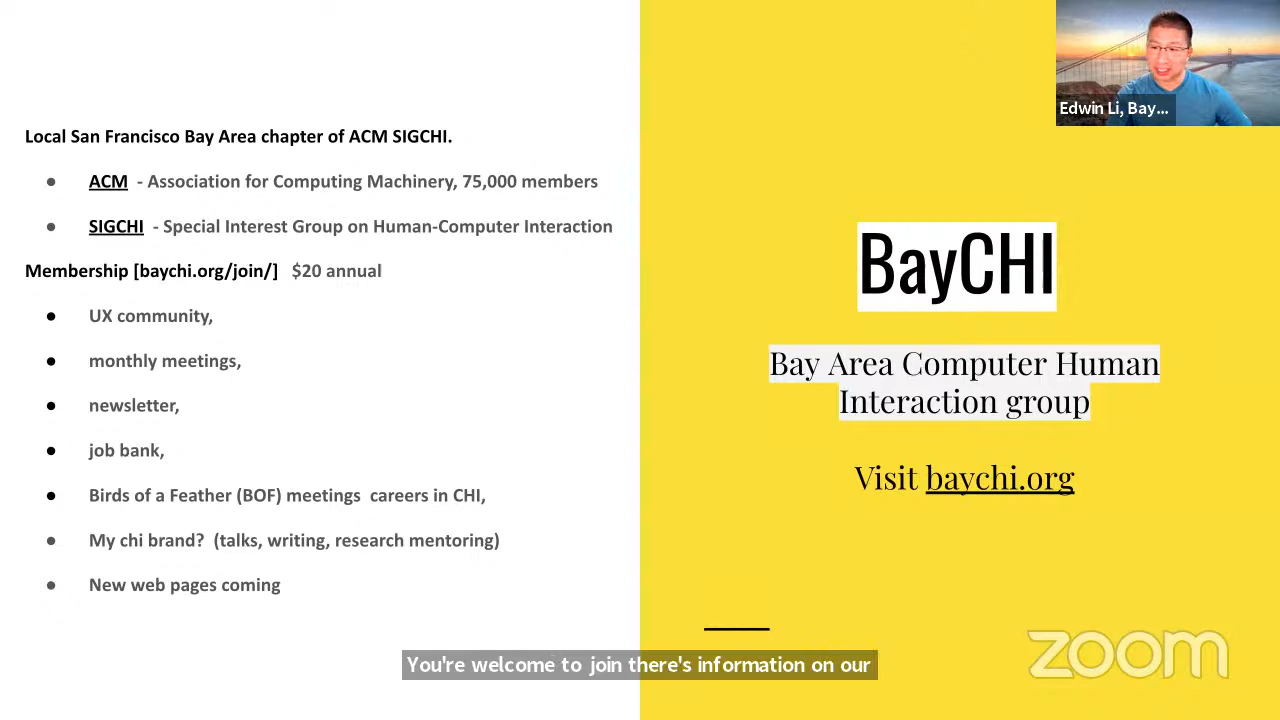 Local San Francisco Bay Area chapter of ACM SIGCHI.
● ACM - Association for Computing Machinery, 75,000 members
● SIGCHI - Special Interest Group on Human-Computer Interaction
Membership [baychi.org/join/] $20 annual
● UX community,
● monthly meetings,
● newsletter,
● job bank,
● Birds of a Feather (BOF) meetings careers in CHI,
● My chi brand? (talks, writing, research mentoring)
● New web pages coming
Edwin Li, Bay...
BayCHI
Bay Area Computer Human
Interaction group
Visit baychi.org
You're welcome to join there's information on our
zoom